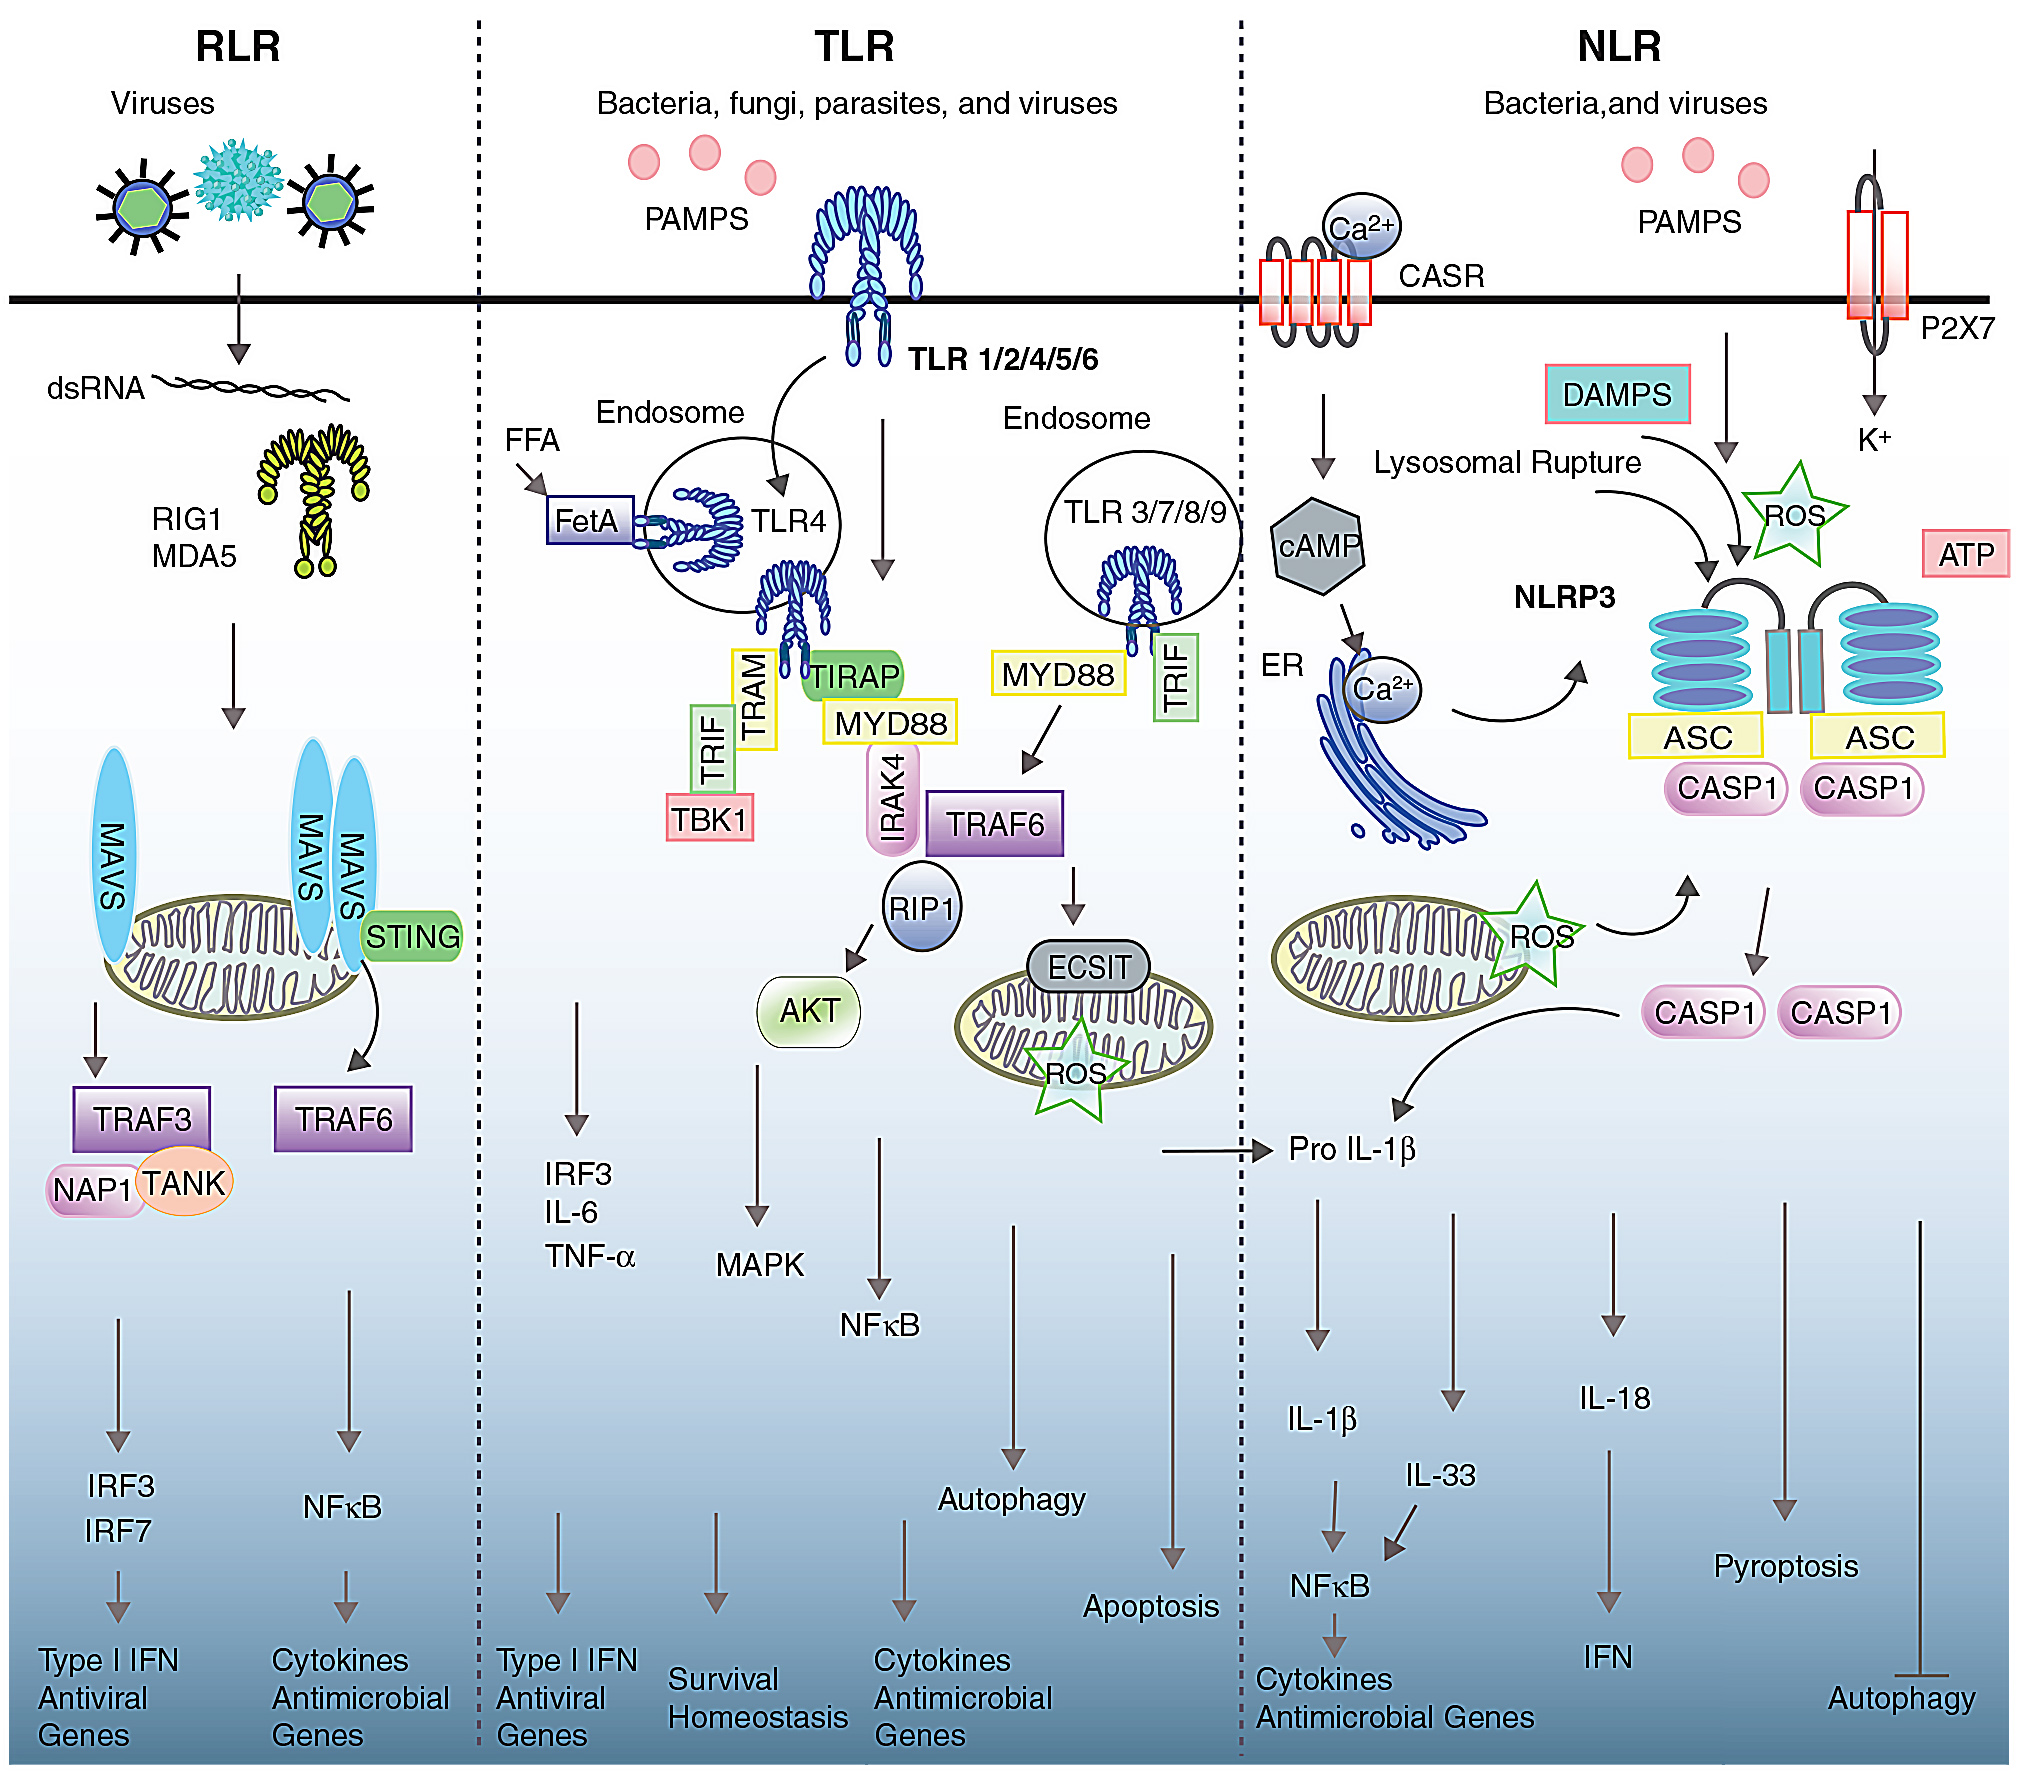 RLR
Viruses
dsRNA
RIG1
MDA5
MAVS
MAVS
MAVS
STING
TRAF3
TRAF6
NAP1
TANK
IRF3
IRF7
NFκB
Type I IFN
Antiviral
Genes
Cytokines
Antimicrobial
Genes
TLR
Bacteria, fungi, parasites, and viruses
PAMPS
TLR 1/2/4/5/6
Endosome
Endosome
FFA
FetA
TLR4
TLR 3/7/8/9
TRAM
TIRAP
MYD88
TRIF
TBK1
IRAK4
MYD88
TRIF
TRAF6
RIP1
AKT
ECSIT
ROS
IRF3
IL-6
TNF-α
MAPK
NFκB
Autophagy
Apoptosis
Type I IFN
Antiviral
Genes
Survival
Homeostasis
Cytokines
Antimicrobial
Genes
NLR
Bacteria,and viruses
PAMPS
Ca2+
CASR
P2X7
DAMPS
K+
Lysosomal Rupture
ROS
ATP
cAMP
NLRP3
ER
Ca2+
ASC
ASC
CASP1
CASP1
ROS
CASP1
CASP1
Pro IL-1β
IL-1β
IL-33
IL-18
NFκB
Pyroptosis
IFN
Cytokines
Antimicrobial Genes
Autophagy